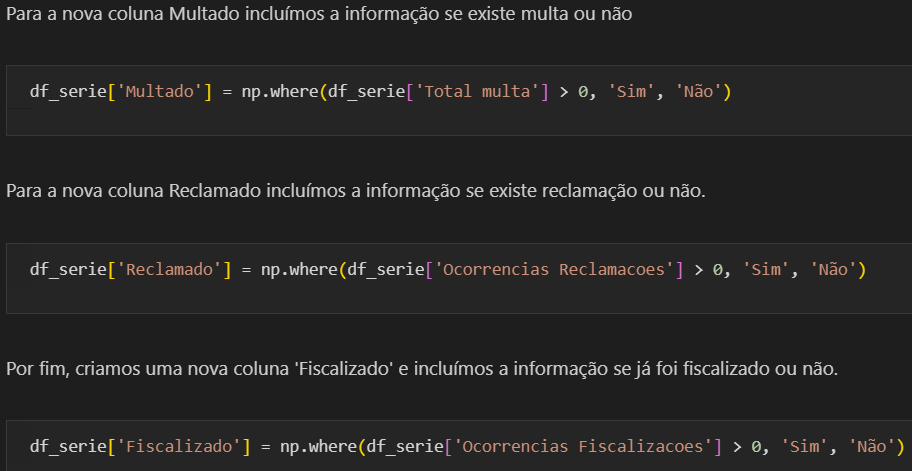 Para a nova coluna Multado incluímos a informação se existe multa ou não
df_serie['Multado'] = np.where(df_serie['Total multa'] > 0, 'Sim', 'Não')
Para a nova coluna Reclamado incluímos a informação se existe reclamação ou não.
df_serie['Reclamado'] = np.where(df_serie['Ocorrencias Reclamacoes'] > 0, 'Sim', 'Não')
Por fim, criamos uma nova coluna 'Fiscalizado' e incluímos a informação se já foi fiscalizado ou não.
df_serie['Fiscalizado'] = np.where(df_serie['Ocorrencias Fiscalizacoes'] > 0, 'Sim', 'Não')